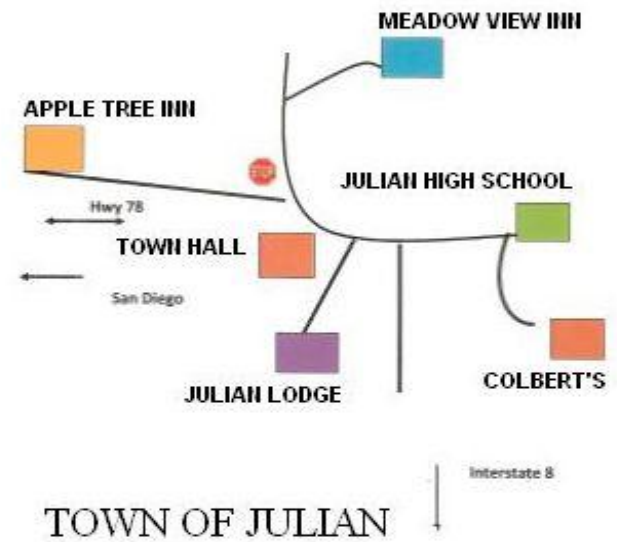 MEADOW VIEW INN
APPLE TREE INN
STOP
JULIAN HIGH SCHOOL
Hwy 78
TOWN HALL
San Diego
JULIAN LODGE
COLBERT'S
Interstate 8
TOWN OF JULIAN